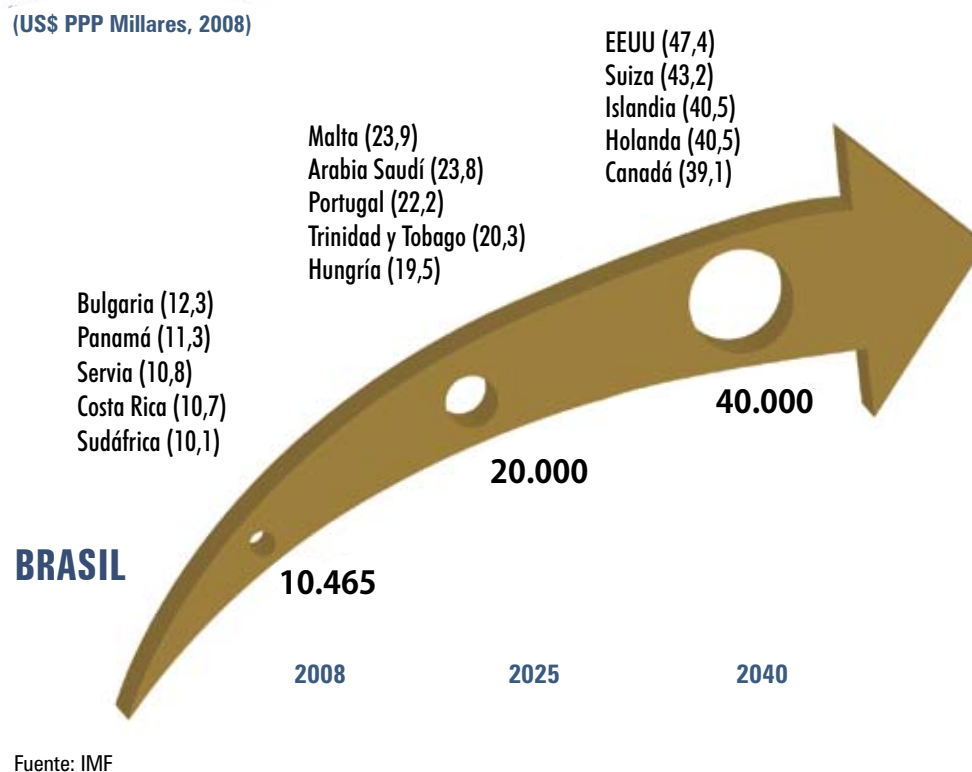 (US$ PPP Millares, 2008)
EEUU (47,4)
Suiza (43,2)
Islandia (40,5)
Holanda (40,5)
Canadá (39,1)
Malta (23,9)
Arabia Saudí (23,8)
Portugal (22,2)
Trinidad y Tobago (20,3)
Hungría (19,5)
Bulgaria (12,3)
Panamá (11,3)
Servia (10,8)
Costa Rica (10,7)
Sudáfrica (10,1)
40.000
20.000
BRASIL
10.465
2008 2025 2040
Fuente: IMF